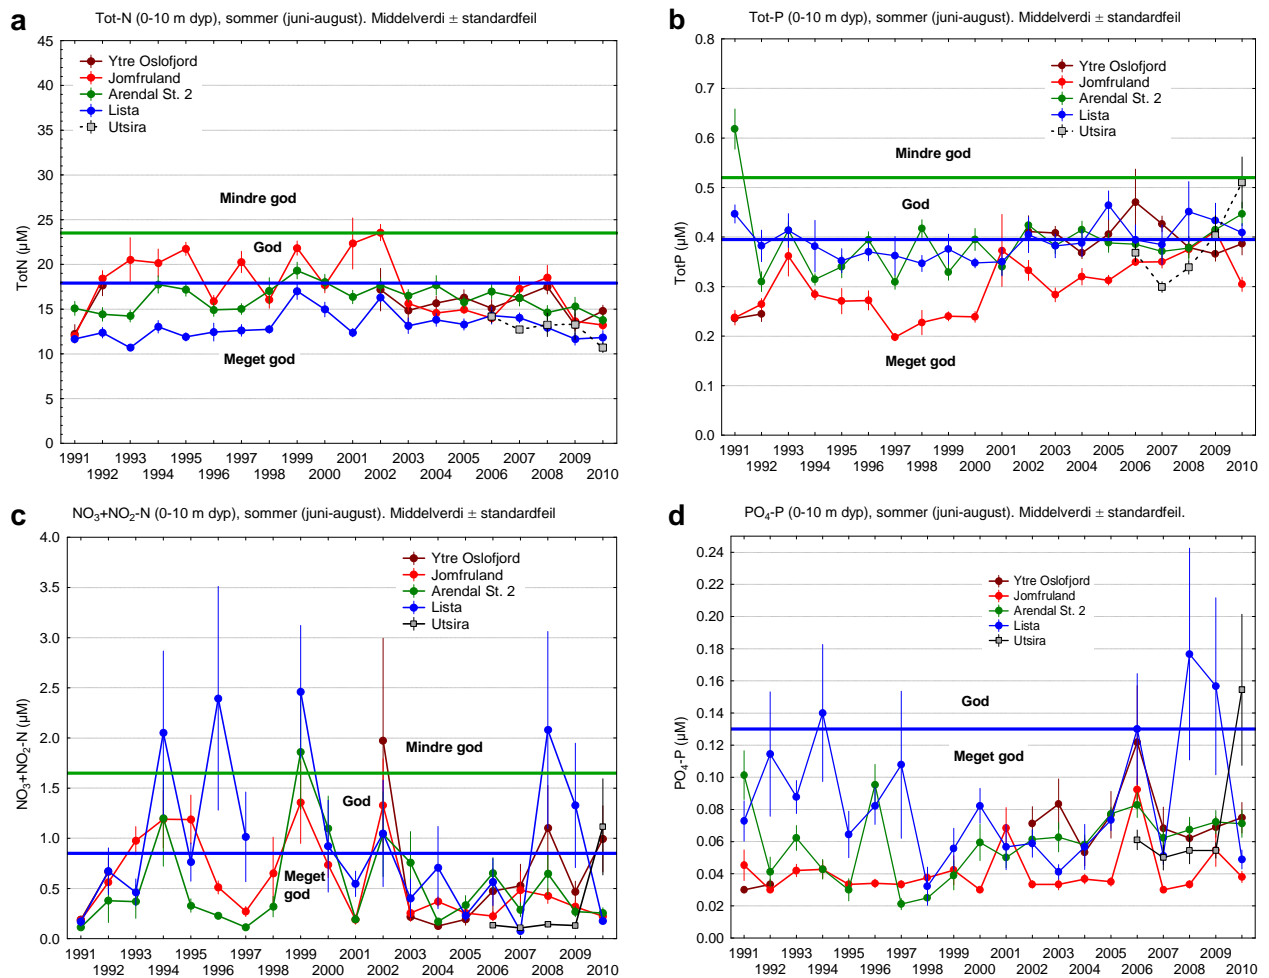 a
Tot-N (0-10 m dyp), sommer (juni-august). Middelverdi ± standardfeil
45
40
35
30
25
20
15
10
5
0
TotN (µM)
Ytre Oslofjord
Jomfruland
Arendal St. 2
Lista
Utsira
Mindre god
God
Meget god
1991 1993 1995 1997 1999 2001 2003 2005 2007 2009
1992 1994 1996 1998 2000 2002 2004 2006 2008 2010
b
Tot-P (0-10 m dyp), sommer (juni-august). Middelverdi ± standardfeil
0.8
0.7
0.6
0.5
0.4
0.3
0.2
0.1
0.0
TotP (µM)
Ytre Oslofjord
Jomfruland
Arendal St. 2
Lista
Utsira
Mindre god
God
Meget god
1991 1993 1995 1997 1999 2001 2003 2005 2007 2009
1992 1994 1996 1998 2000 2002 2004 2006 2008 2010
c
NO3+NO2-N (0-10 m dyp), sommer (juni-august). Middelverdi ± standardfeil
4.0
3.5
3.0
2.5
2.0
1.5
1.0
0.5
0.0
NO3+NO2-N (µM)
Ytre Oslofjord
Jomfruland
Arendal St. 2
Lista
Utsira
Mindre god
God
Meget
god
1991 1993 1995 1997 1999 2001 2003 2005 2007 2009
1992 1994 1996 1998 2000 2002 2004 2006 2008 2010
d
PO4-P (0-10 m dyp), sommer (juni-august). Middelverdi ± standardfeil.
0.24
0.22
0.20
0.18
0.16
0.14
0.12
0.10
0.08
0.06
0.04
0.02
0.00
PO4-P (µM)
Ytre Oslofjord
Jomfruland
Arendal St. 2
Lista
Utsira
God
Meget god
1991 1993 1995 1997 1999 2001 2003 2005 2007 2009
1992 1994 1996 1998 2000 2002 2004 2006 2008 2010